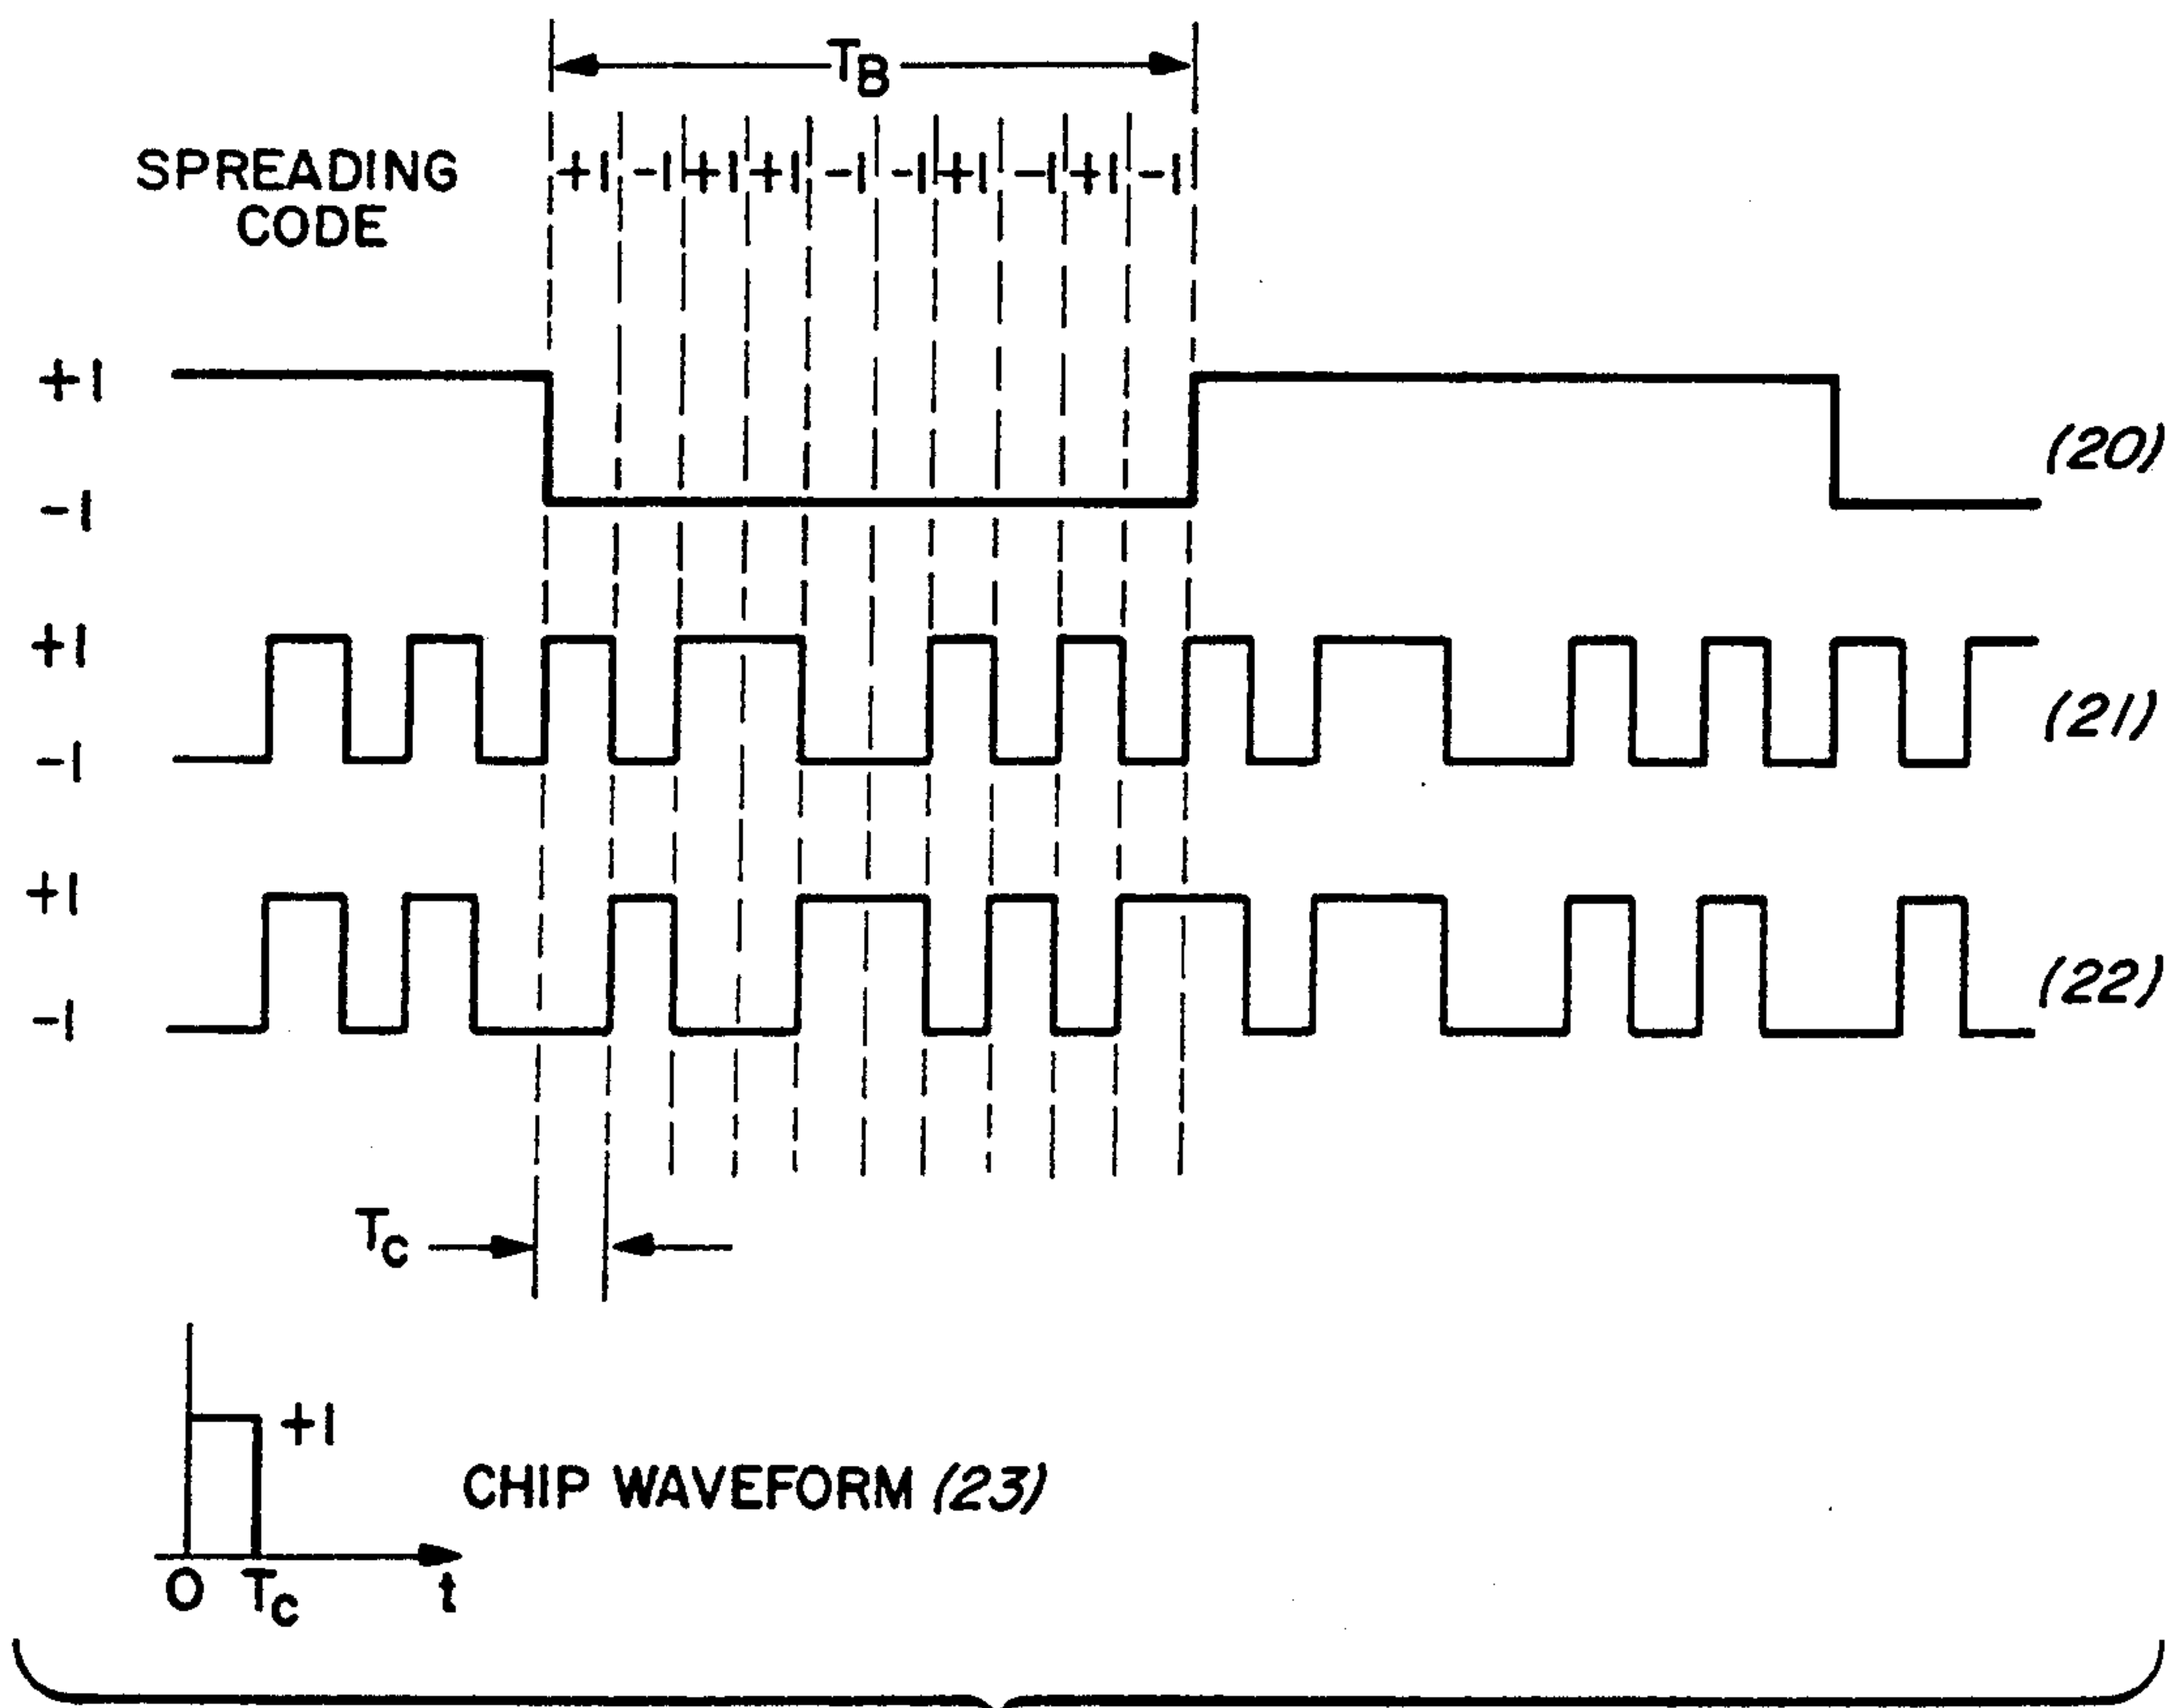 T_B
SPREADING
CODE
+1 -1 +1 +1 -1 -1 +1 -1 +1 -1
+1
-1
(20)
+1
-1
(21)
+1
-1
(22)
T_C
+1
CHIP WAVEFORM (23)
0 T_C t